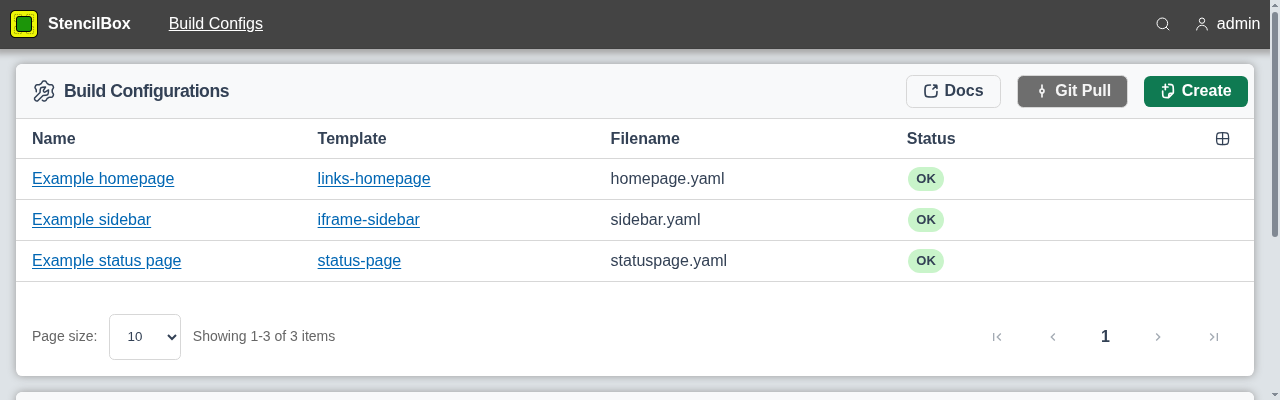 StencilBox Build Configs admin
Build Configurations Docs Git Pull Create
Name Template Filename Status
Example homepage links-homepage homepage.yaml OK
Example sidebar iframe-sidebar sidebar.yaml OK
Example status page status-page statuspage.yaml OK
Page size: 10 Showing 1-3 of 3 items 1